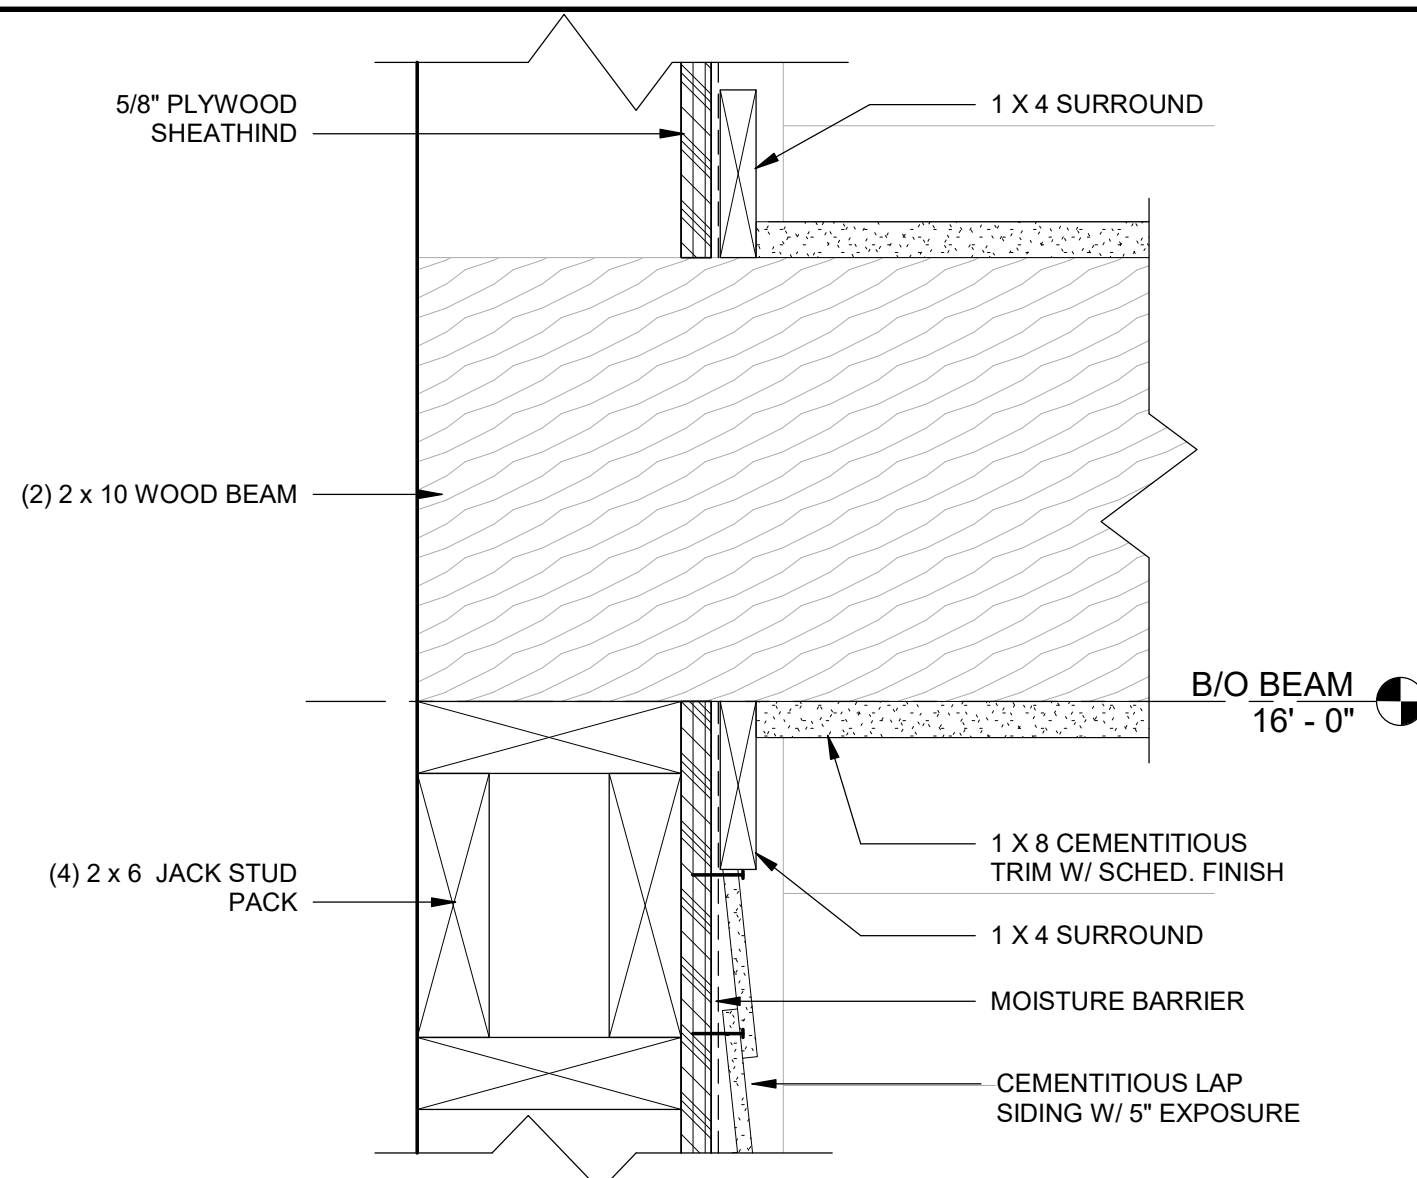 5/8" PLYWOOD
SHEATHIND
1 X 4 SURROUND
(2) 2 x 10 WOOD BEAM
B/O BEAM
16' - 0"
1 X 8 CEMENTITIOUS
TRIM W/ SCHED. FINISH
(4) 2 x 6  JACK STUD
PACK
1 X 4 SURROUND
MOISTURE BARRIER
CEMENTITIOUS LAP
SIDING W/ 5" EXPOSURE